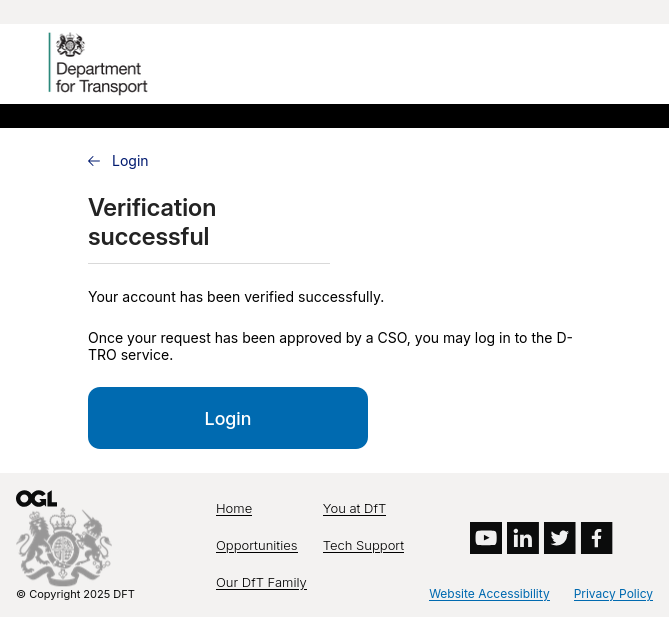 Department
for Transport
Login
Verification
successful
Your account has been verified successfully.
Once your request has been approved by a CSO, you may log in to the D-
TRO service.
Login
OGL
© Copyright 2025 DFT
Home
You at DfT
Opportunities
Tech Support
Our DfT Family
Website Accessibility
Privacy Policy